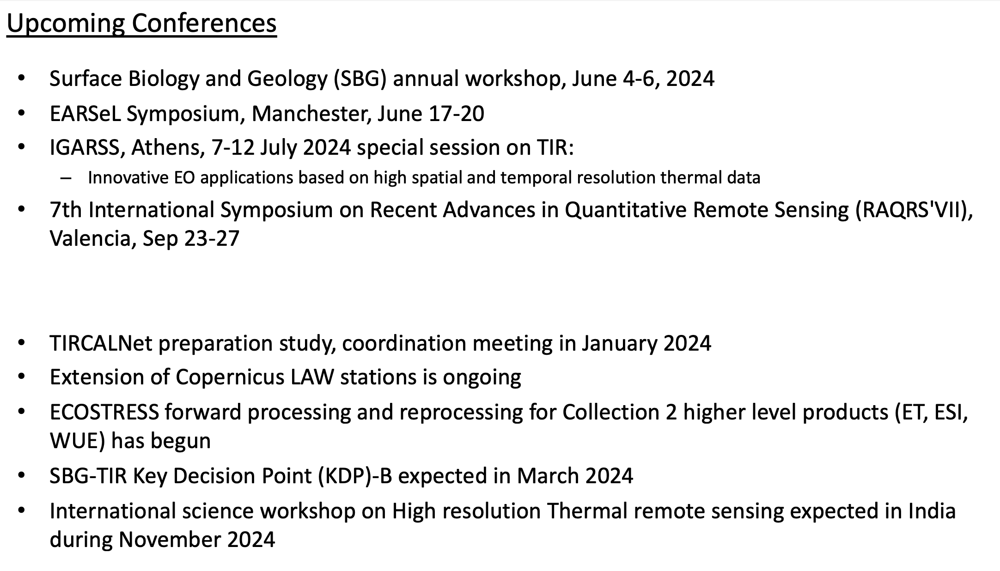 Upcoming Conferences
• Surface Biology and Geology (SBG) annual workshop, June 4-6, 2024
• EARSeL Symposium, Manchester, June 17-20
• IGARSS, Athens, 7-12 July 2024 special session on TIR:
– Innovative EO applications based on high spatial and temporal resolution thermal data
• 7th International Symposium on Recent Advances in Quantitative Remote Sensing (RAQRS'VII),
Valencia, Sep 23-27
• TIRCALNet preparation study, coordination meeting in January 2024
• Extension of Copernicus LAW stations is ongoing
• ECOSTRESS forward processing and reprocessing for Collection 2 higher level products (ET, ESI,
WUE) has begun
• SBG-TIR Key Decision Point (KDP)-B expected in March 2024
• International science workshop on High resolution Thermal remote sensing expected in India
during November 2024